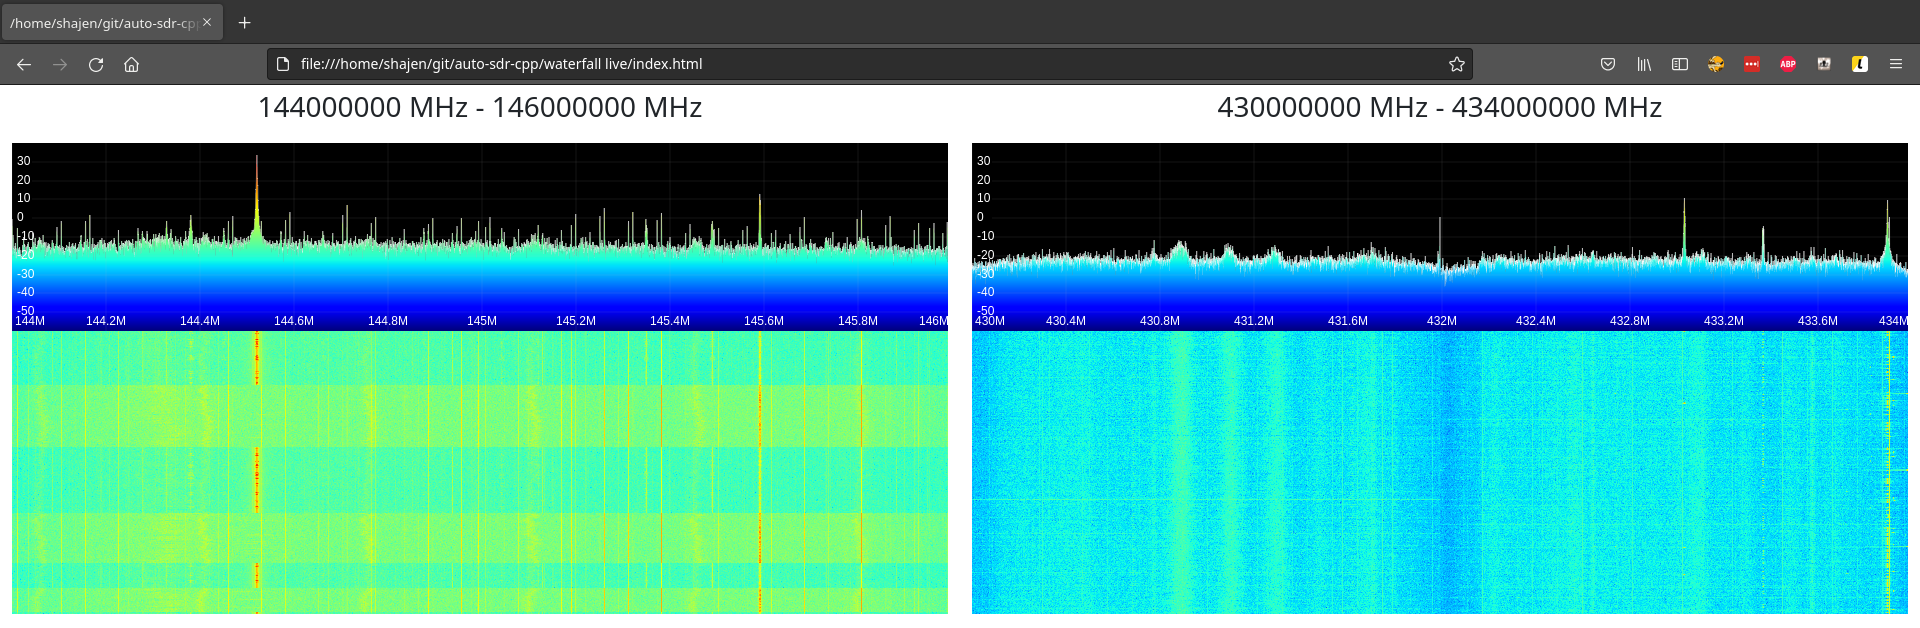 /home/shajen/git/auto-sdr-cp
file:///home/shajen/git/auto-sdr-cpp/waterfall live/index.html
ABP
144000000 MHz - 146000000 MHz
30
20
10
0
-10
-20
-30
-40
-50
144M 144.2M 144.4M 144.6M 144.8M 145M 145.2M 145.4M 145.6M 145.8M 146M
430000000 MHz - 434000000 MHz
30
20
10
0
-10
-20
-30
-40
-50
430M 430.4M 430.8M 431.2M 431.6M 432M 432.4M 432.8M 433.2M 433.6M 434M